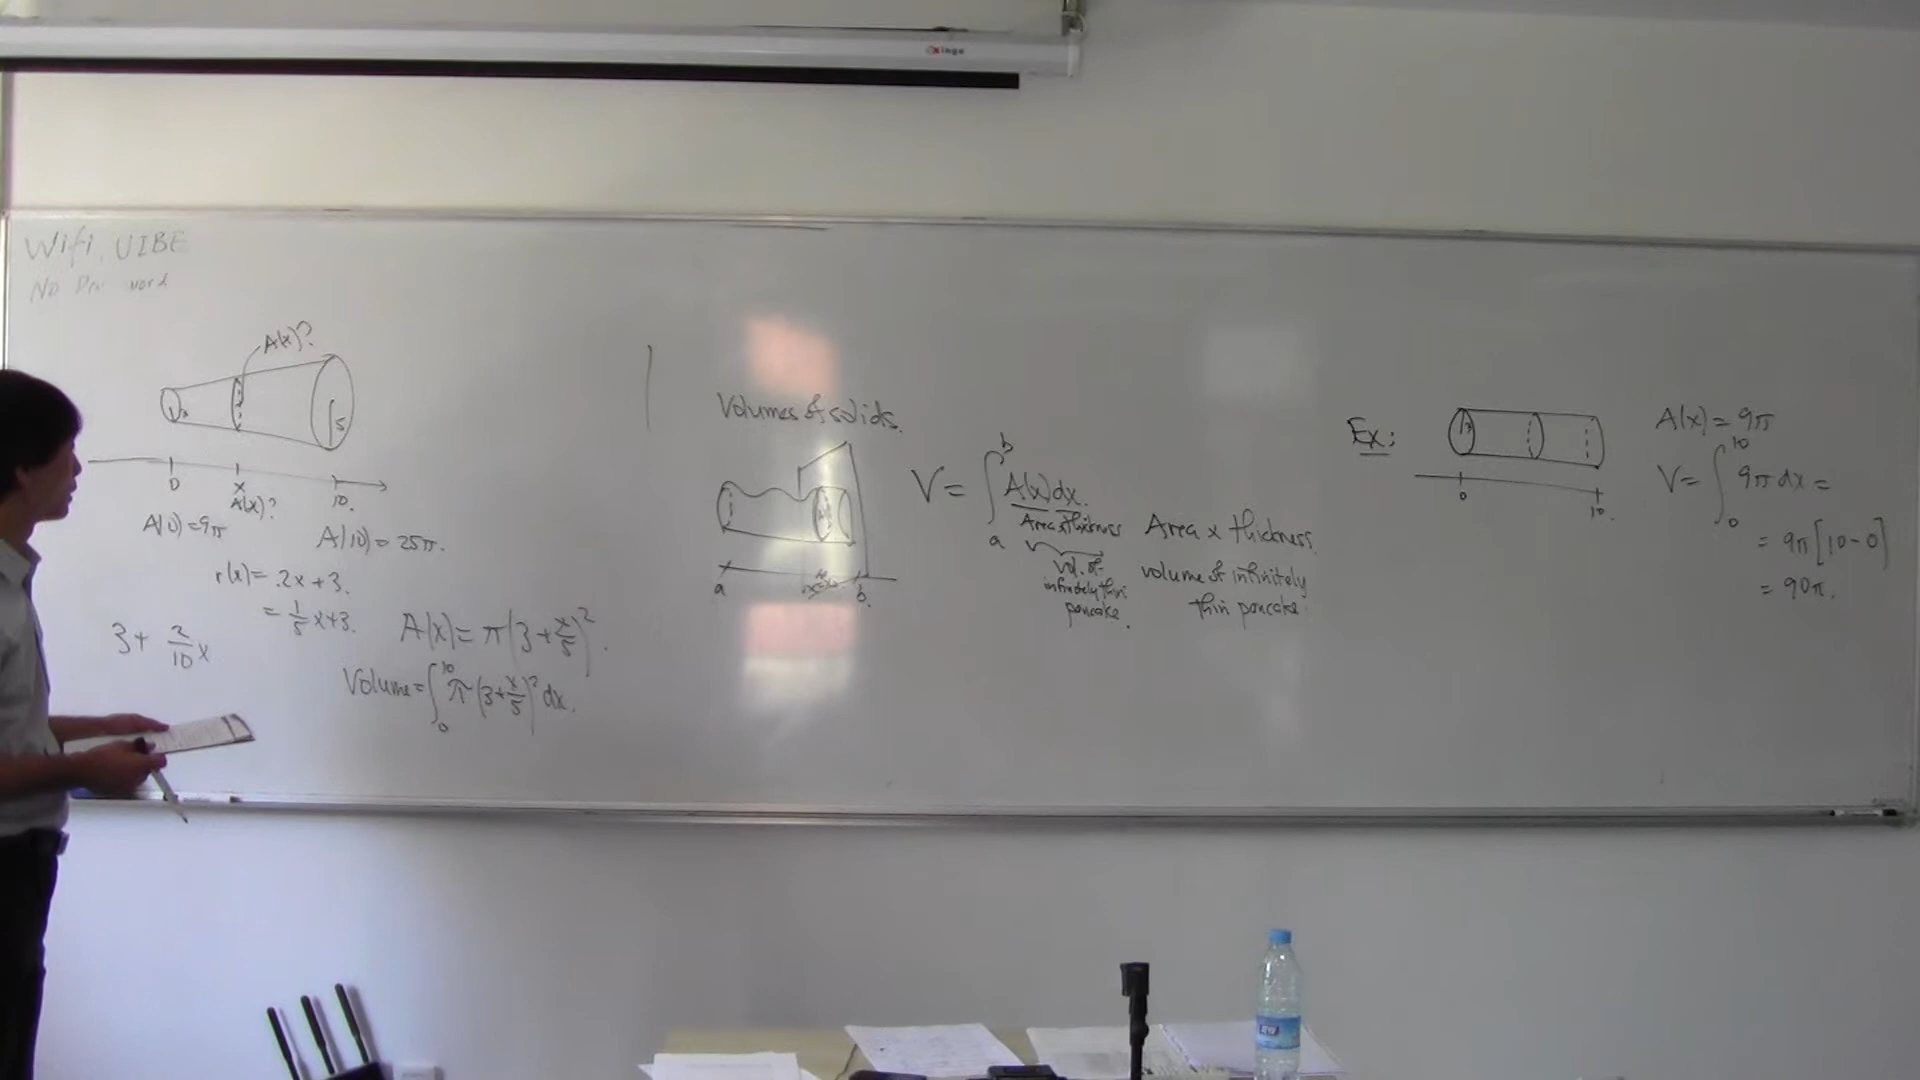 Xinge
Wifi, UIBE
No
A(x)?
3
5
0
x
10.
A(x)?
A(0)=9π
A(10)=25π.
r(x)= .2x+3.
= 1/5 x+3.
3+ 2/10 x
A(x)= π(3+x/5)².
Volume=∫₀¹⁰ π(3+x/5)² dx.
Volumes of solids.
a
b.
V= ∫ₐᵇ A(x)dx.
Area thickness
Vol. of
infinitely thin
pancake.
Area x thickness.
volume of infinitely
thin pancake.
Ex:
3
0
10.
A(x)=9π
V= ∫₀¹⁰ 9π dx =
= 9π[10-0]
= 90π.